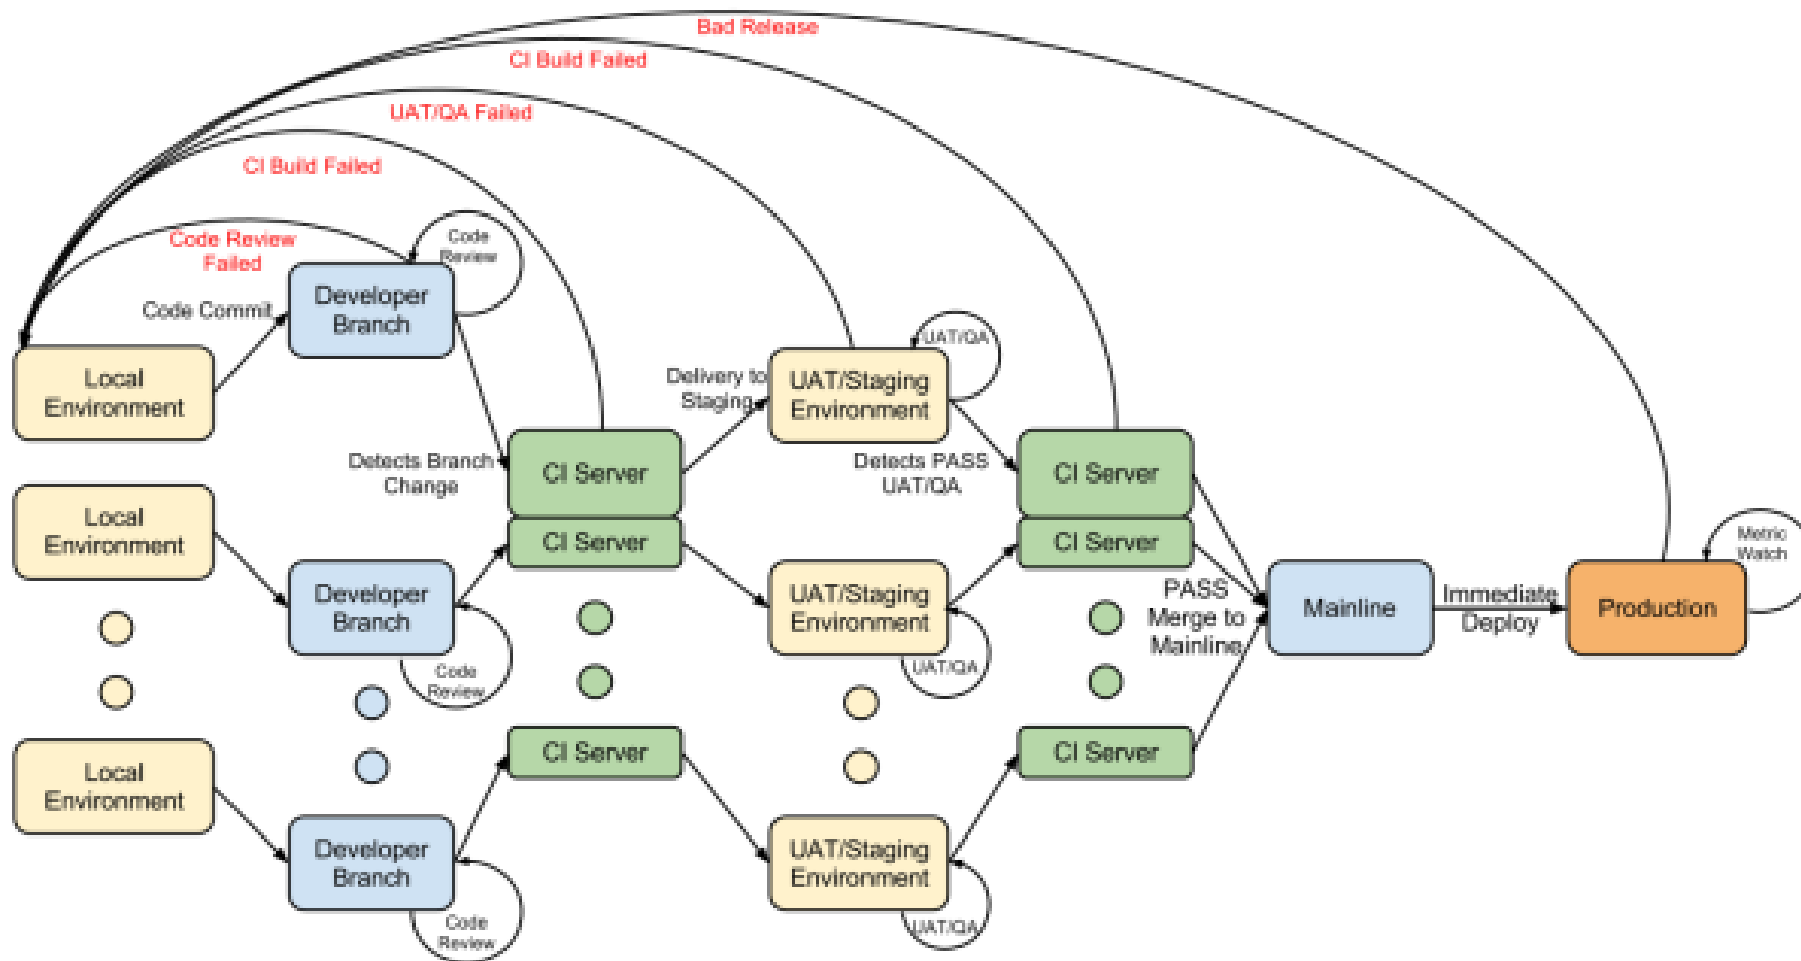 Bad Release
CI Build Failed
UAT/QA Failed
CI Build Failed
Code Review
Failed
Code
Review
Code Commit
Developer
Branch
Local
Environment
Detects Branch
Change
CI Server
Delivery to
Staging
UAT/Staging
Environment
UAT/QA
Detects PASS
UAT/QA
CI Server
Local
Environment
Developer
Branch
Code
Review
CI Server
UAT/Staging
Environment
UAT/QA
CI Server
PASS
Merge to
Mainline
Mainline
Immediate
Deploy
Production
Metric
Watch
Local
Environment
Developer
Branch
Code
Review
CI Server
UAT/Staging
Environment
UAT/QA
CI Server